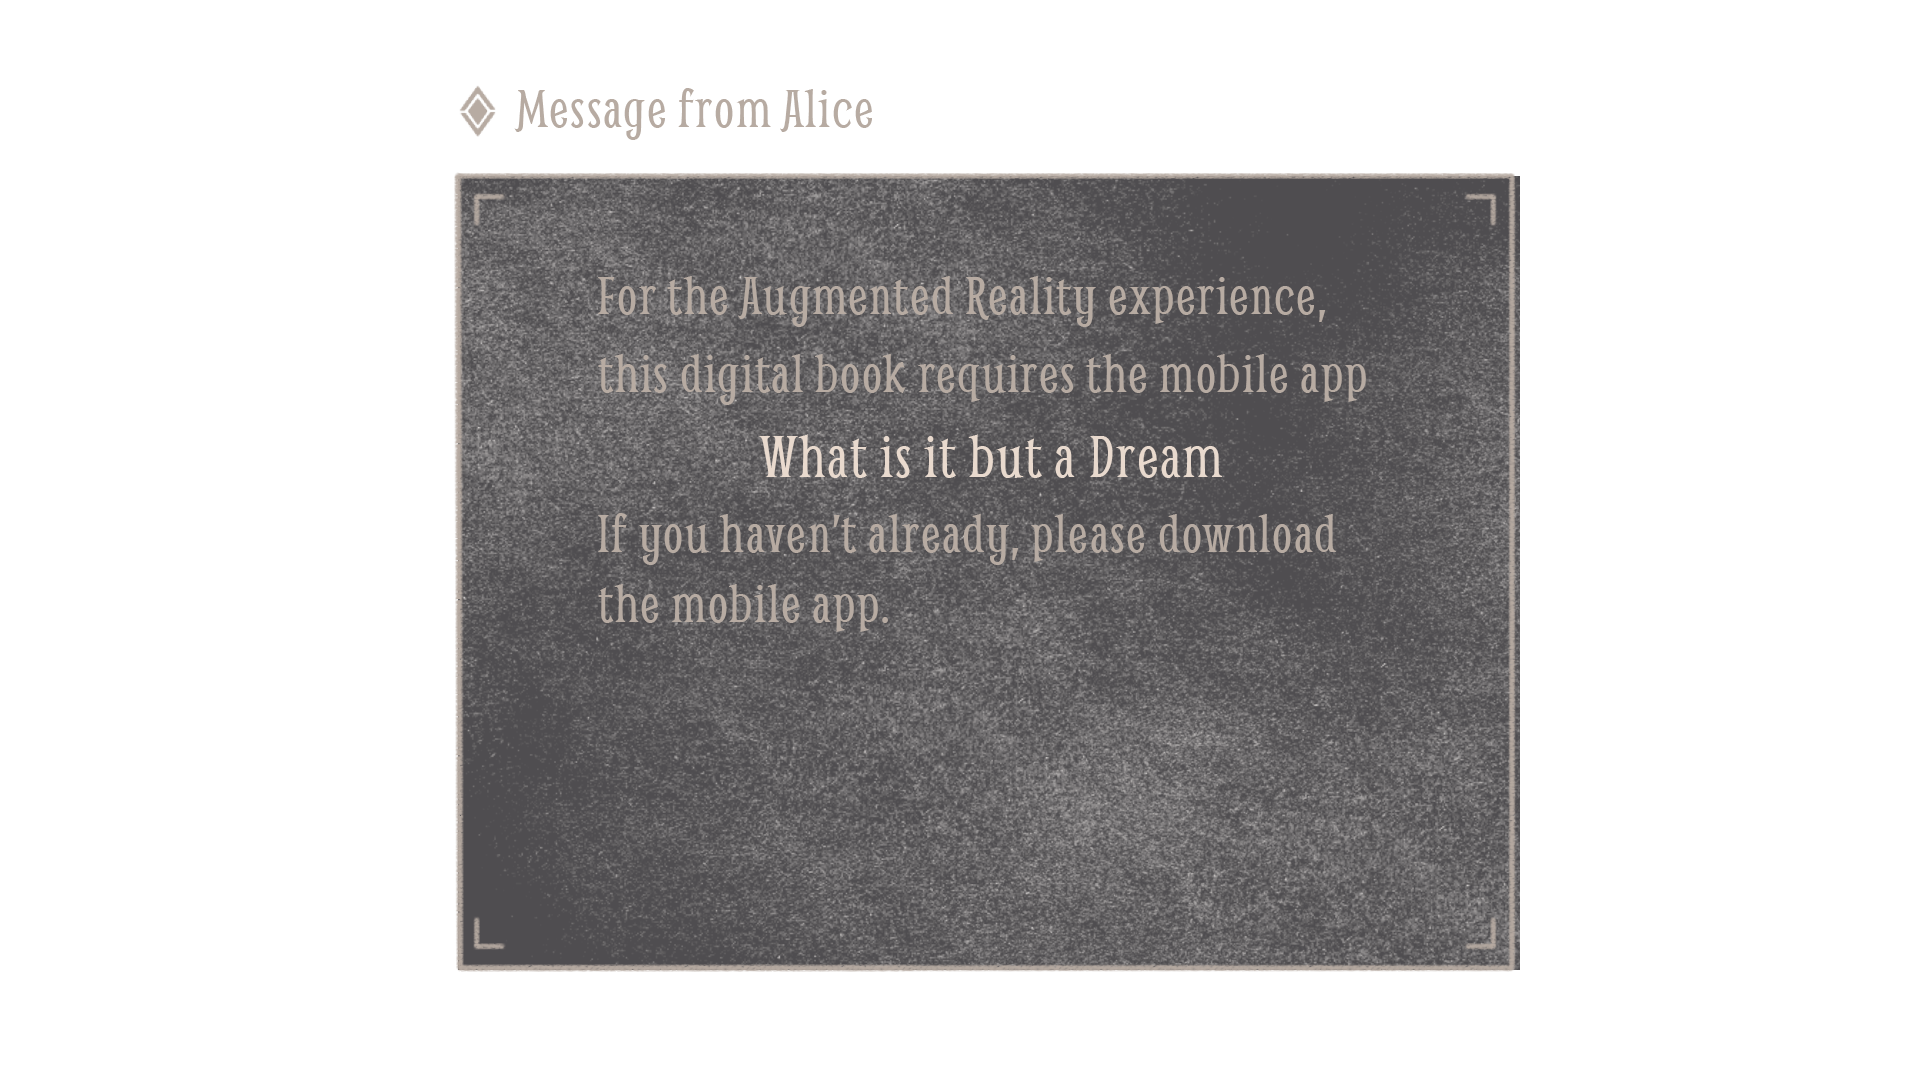 Message from Alice
For the Augmented Reality experience,
this digital book requires the mobile app
What is it but a Dream
If you haven't already, please download
the mobile app.